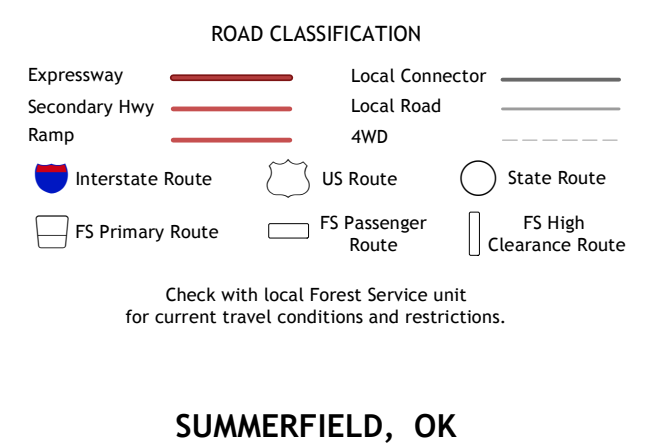 ROAD CLASSIFICATION
Expressway
Local Connector
Secondary Hwy
Local Road
Ramp
4WD
Interstate Route
US Route
State Route
FS Primary Route
FS Passenger
Route
FS High
Clearance Route
Check with local Forest Service unit
for current travel conditions and restrictions.
SUMMERFIELD, OK